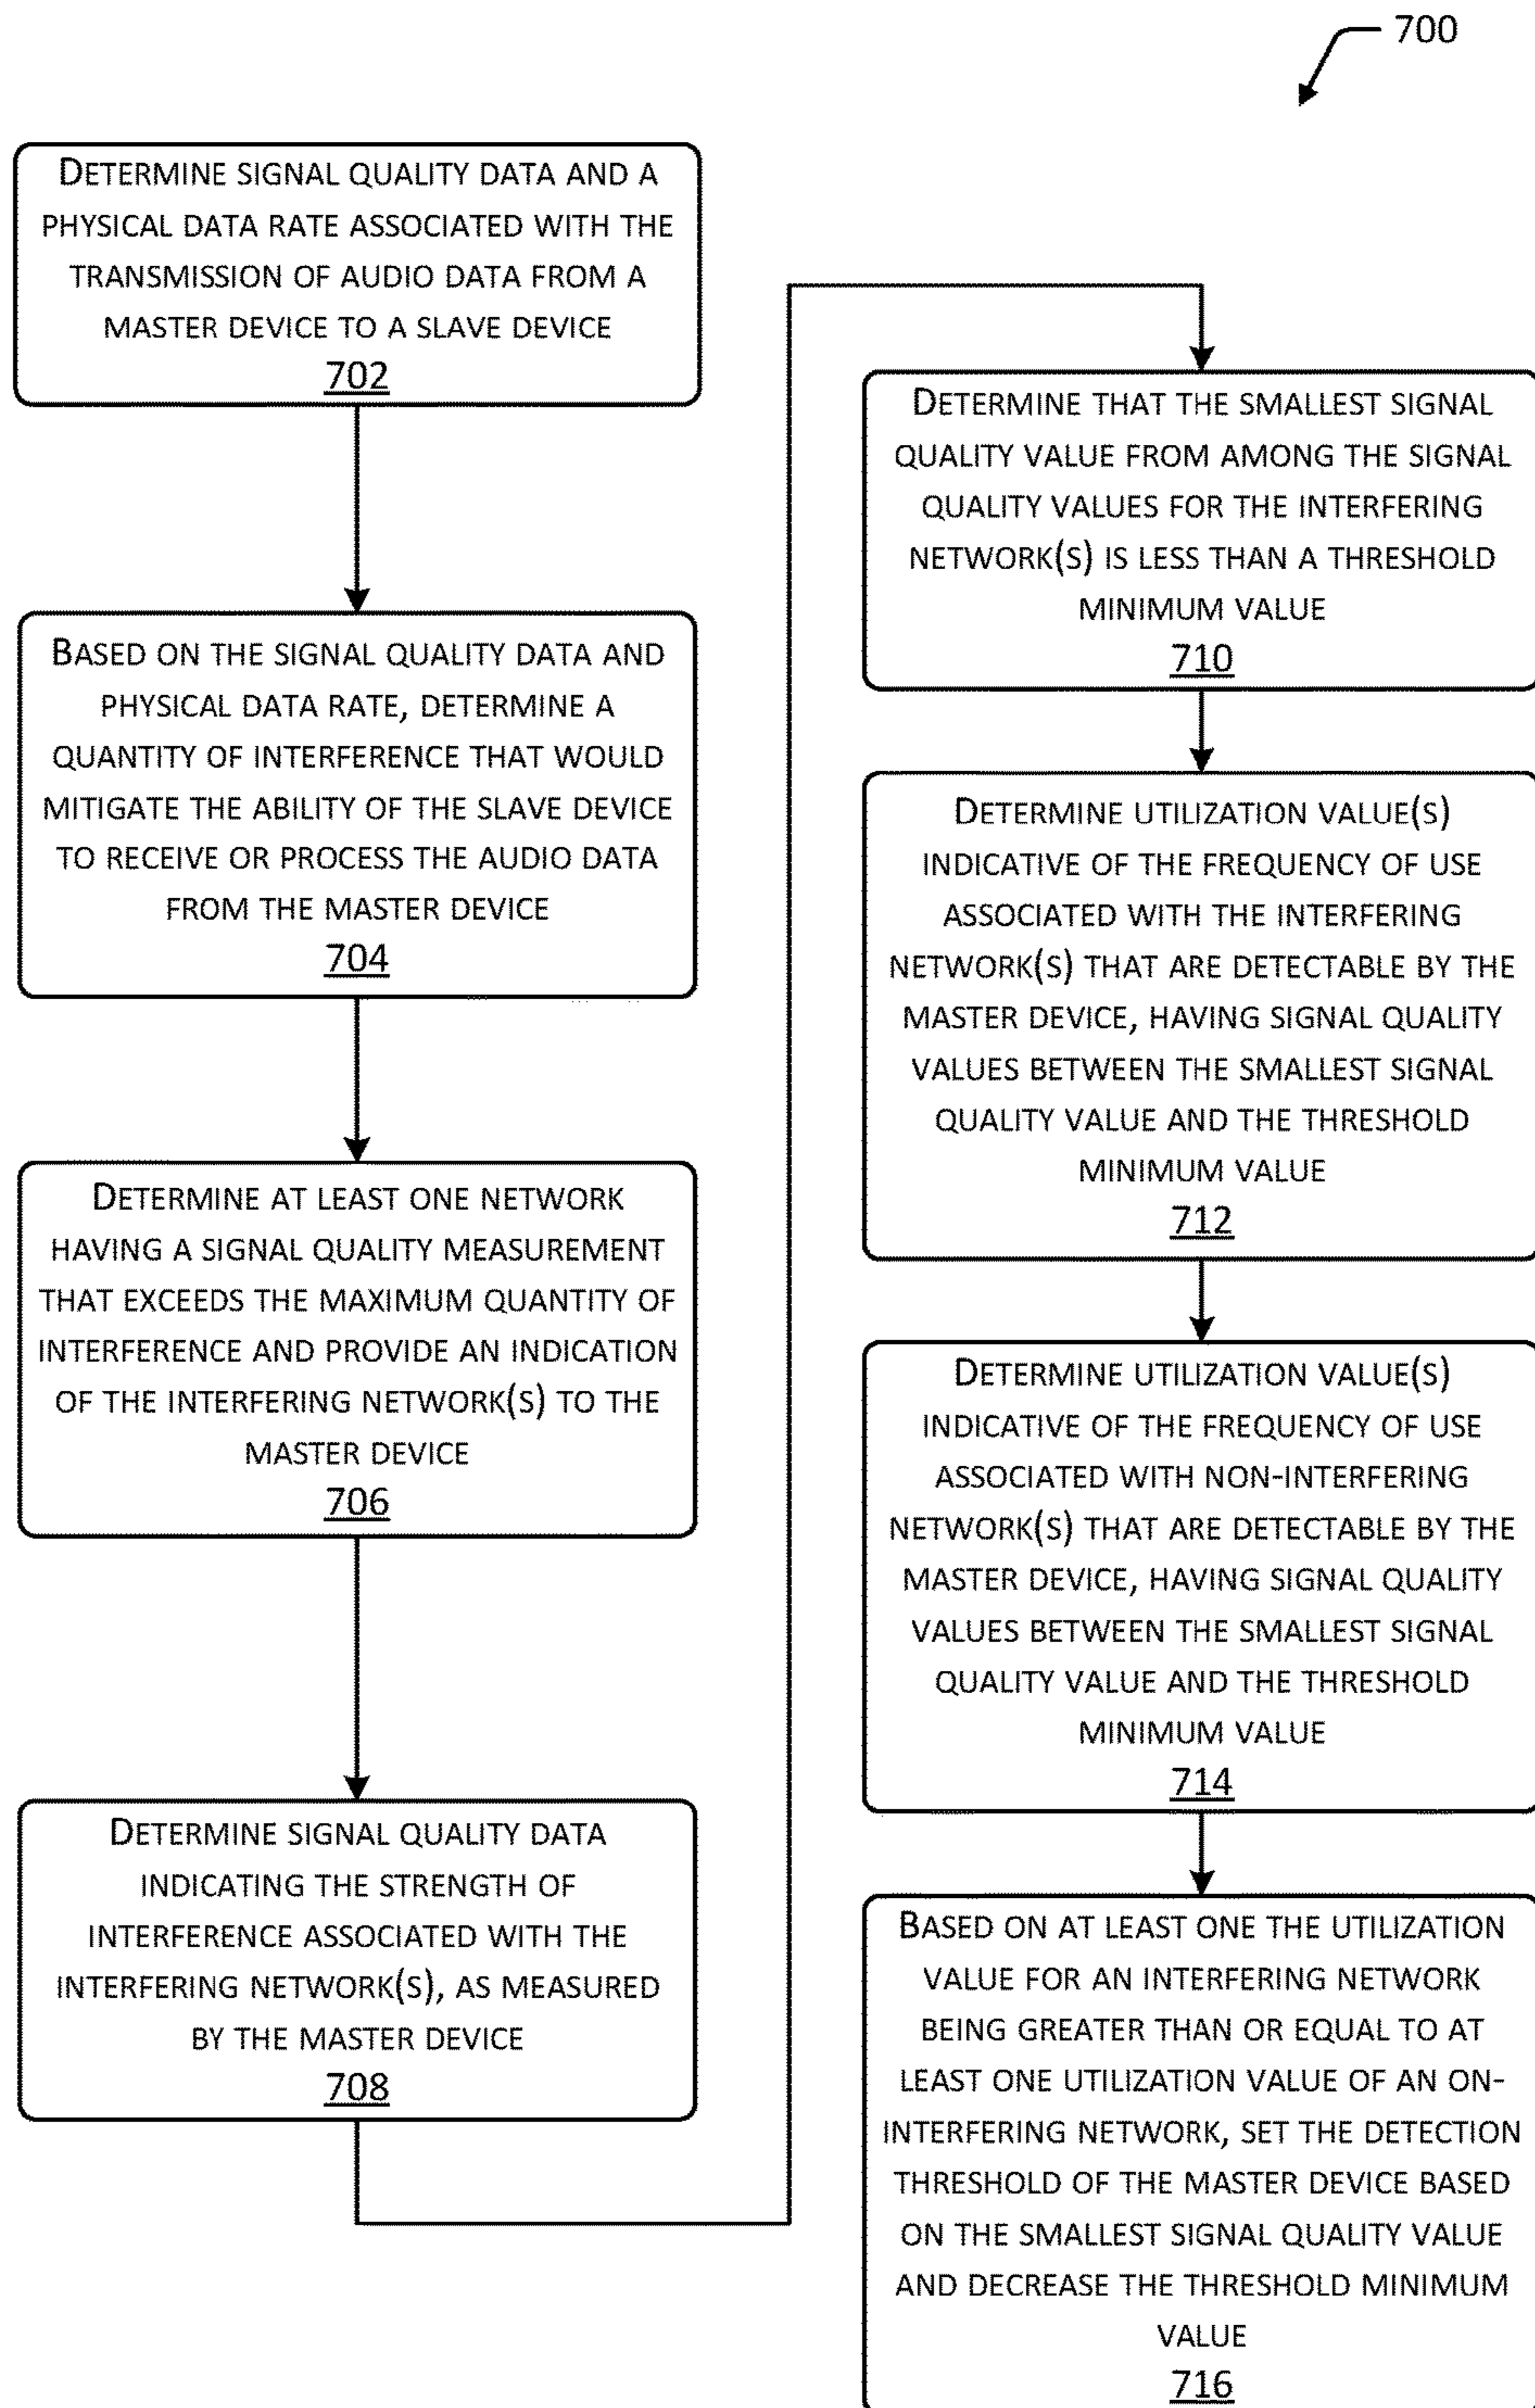 700
DETERMINE SIGNAL QUALITY DATA AND A
PHYSICAL DATA RATE ASSOCIATED WITH THE
TRANSMISSION OF AUDIO DATA FROM A
MASTER DEVICE TO A SLAVE DEVICE
702
BASED ON THE SIGNAL QUALITY DATA AND
PHYSICAL DATA RATE, DETERMINE A
QUANTITY OF INTERFERENCE THAT WOULD
MITIGATE THE ABILITY OF THE SLAVE DEVICE
TO RECEIVE OR PROCESS THE AUDIO DATA
FROM THE MASTER DEVICE
704
DETERMINE AT LEAST ONE NETWORK
HAVING A SIGNAL QUALITY MEASUREMENT
THAT EXCEEDS THE MAXIMUM QUANTITY OF
INTERFERENCE AND PROVIDE AN INDICATION
OF THE INTERFERING NETWORK(S) TO THE
MASTER DEVICE
706
DETERMINE SIGNAL QUALITY DATA
INDICATING THE STRENGTH OF
INTERFERENCE ASSOCIATED WITH THE
INTERFERING NETWORK(S), AS MEASURED
BY THE MASTER DEVICE
708
DETERMINE THAT THE SMALLEST SIGNAL
QUALITY VALUE FROM AMONG THE SIGNAL
QUALITY VALUES FOR THE INTERFERING
NETWORK(S) IS LESS THAN A THRESHOLD
MINIMUM VALUE
710
DETERMINE UTILIZATION VALUE(S)
INDICATIVE OF THE FREQUENCY OF USE
ASSOCIATED WITH THE INTERFERING
NETWORK(S) THAT ARE DETECTABLE BY THE
MASTER DEVICE, HAVING SIGNAL QUALITY
VALUES BETWEEN THE SMALLEST SIGNAL
QUALITY VALUE AND THE THRESHOLD
MINIMUM VALUE
712
DETERMINE UTILIZATION VALUE(S)
INDICATIVE OF THE FREQUENCY OF USE
ASSOCIATED WITH NON-INTERFERING
NETWORK(S) THAT ARE DETECTABLE BY THE
MASTER DEVICE, HAVING SIGNAL QUALITY
VALUES BETWEEN THE SMALLEST SIGNAL
QUALITY VALUE AND THE THRESHOLD
MINIMUM VALUE
714
BASED ON AT LEAST ONE THE UTILIZATION
VALUE FOR AN INTERFERING NETWORK
BEING GREATER THAN OR EQUAL TO AT
LEAST ONE UTILIZATION VALUE OF AN ON-
INTERFERING NETWORK, SET THE DETECTION
THRESHOLD OF THE MASTER DEVICE BASED
ON THE SMALLEST SIGNAL QUALITY VALUE
AND DECREASE THE THRESHOLD MINIMUM
VALUE
716